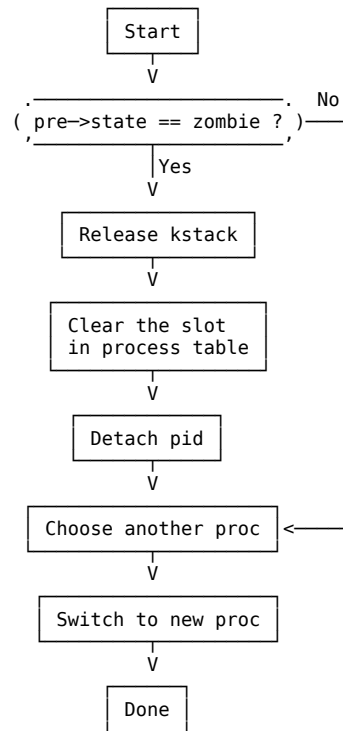 Start
No
pre—>state == zombie ?
Yes
Release kstack
Clear the slot
in process table
Detach pid
Choose another proc
Switch to new proc
Done